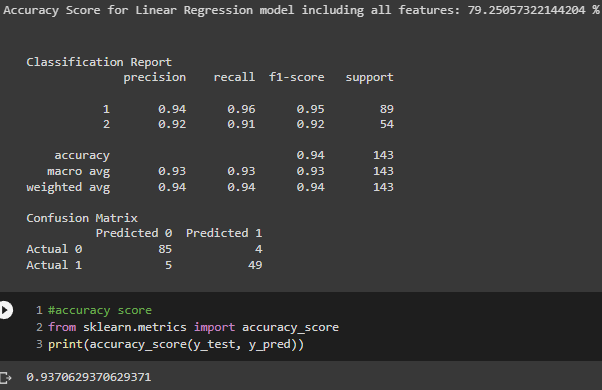 Accuracy Score for Linear Regression model including all features: 79.25057322144204 %
Classification Report
precision recall f1-score support
1 0.94 0.96 0.95 89
2 0.92 0.91 0.92 54
accuracy 0.94 143
macro avg 0.93 0.93 0.93 143
weighted avg 0.94 0.94 0.94 143
Confusion Matrix
Predicted 0 Predicted 1
Actual 0 85 4
Actual 1 5 49
1 #accuracy score
2 from sklearn.metrics import accuracy_score
3 print(accuracy_score(y_test, y_pred))
0.9370629370629371